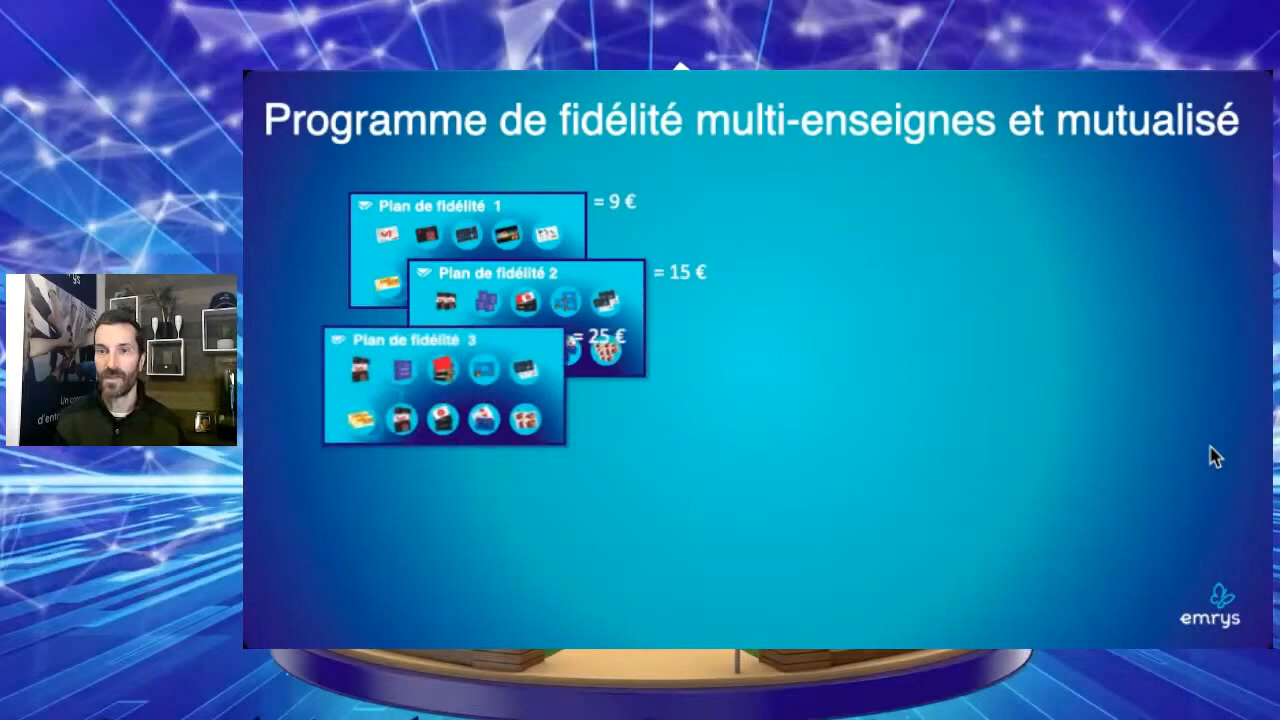 Programme de fidélité multi-enseignes et mutualisé
Plan de fidélité 1
= 9 €
Plan de fidélité 2
= 15 €
Plan de fidélité 3
= 25 €
emrys